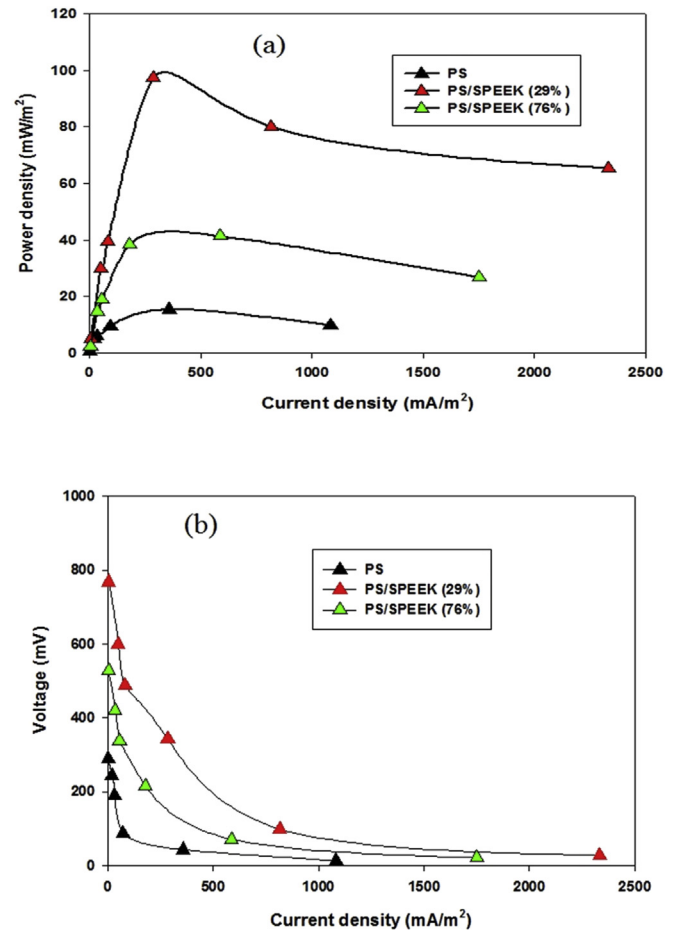 120
(a)
PS
PS/SPEEK (29%)
PS/SPEEK (76%)
100
80
60
40
20
0
Power density (mW/m²)
0 500 1000 1500 2000 2500
Current density (mA/m²)
1000
(b)
PS
PS/SPEEK (29%)
PS/SPEEK (76%)
800
600
400
200
0
Voltage (mV)
0 500 1000 1500 2000 2500
Current density (mA/m²)